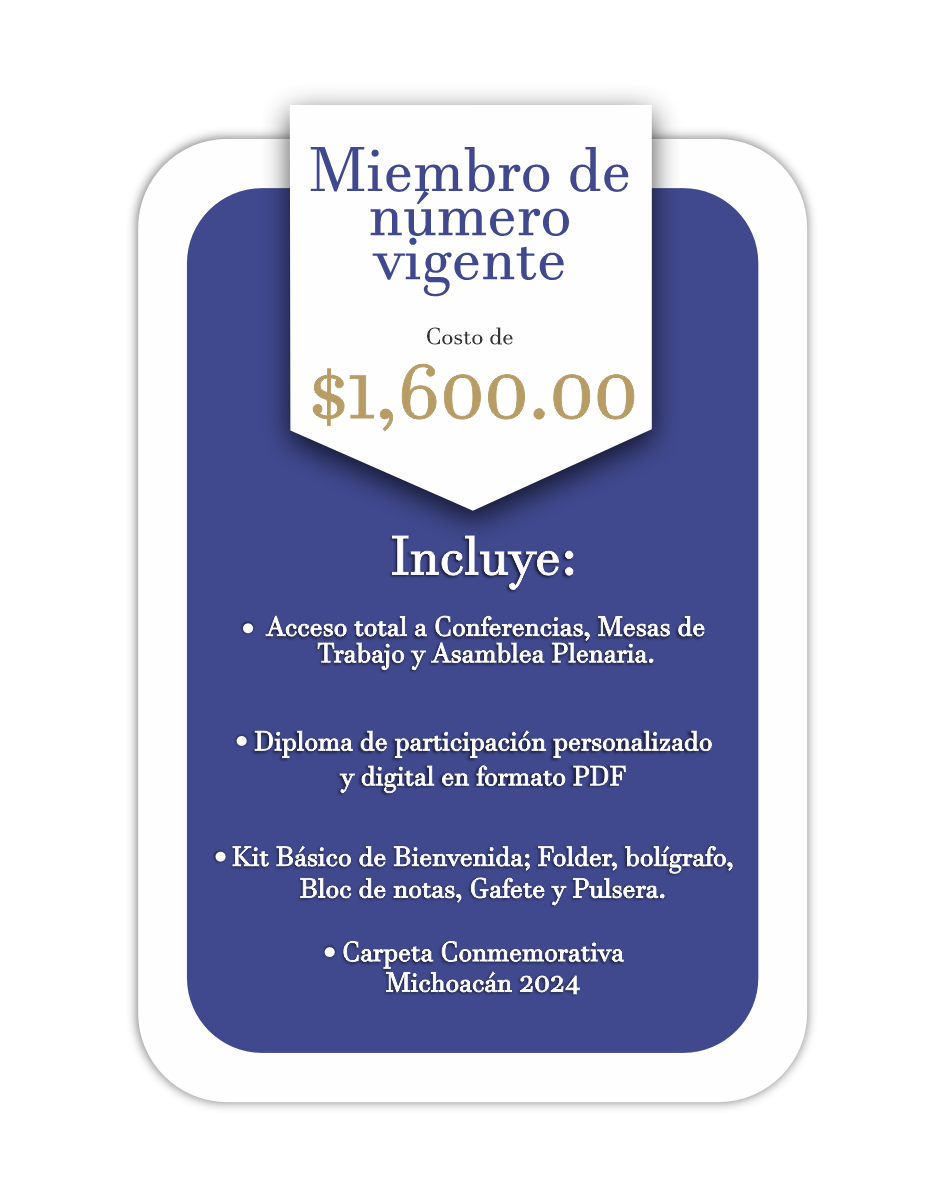 Miembro de
número
vigente
Costo de
$1,600.00
Incluye:
• Acceso total a Conferencias, Mesas de
Trabajo y Asamblea Plenaria.
• Diploma de participación personalizado
y digital en formato PDF
• Kit Básico de Bienvenida; Folder, bolígrafo,
Bloc de notas, Gafete y Pulsera.
• Carpeta Conmemorativa
Michoacán 2024